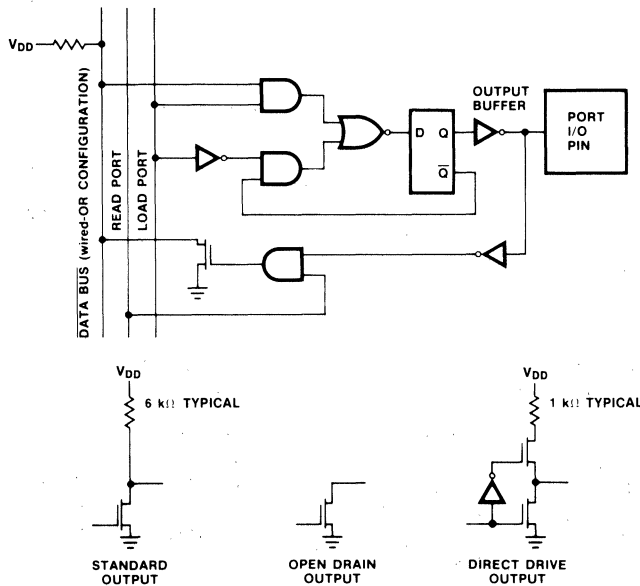 VDD
DATA BUS (wired-OR CONFIGURATION)
READ PORT
LOAD PORT
D Q
Q
OUTPUT
BUFFER
PORT
I/O
PIN
VDD
6 kΩ TYPICAL
STANDARD
OUTPUT
OPEN DRAIN
OUTPUT
VDD
1 kΩ TYPICAL
DIRECT DRIVE
OUTPUT